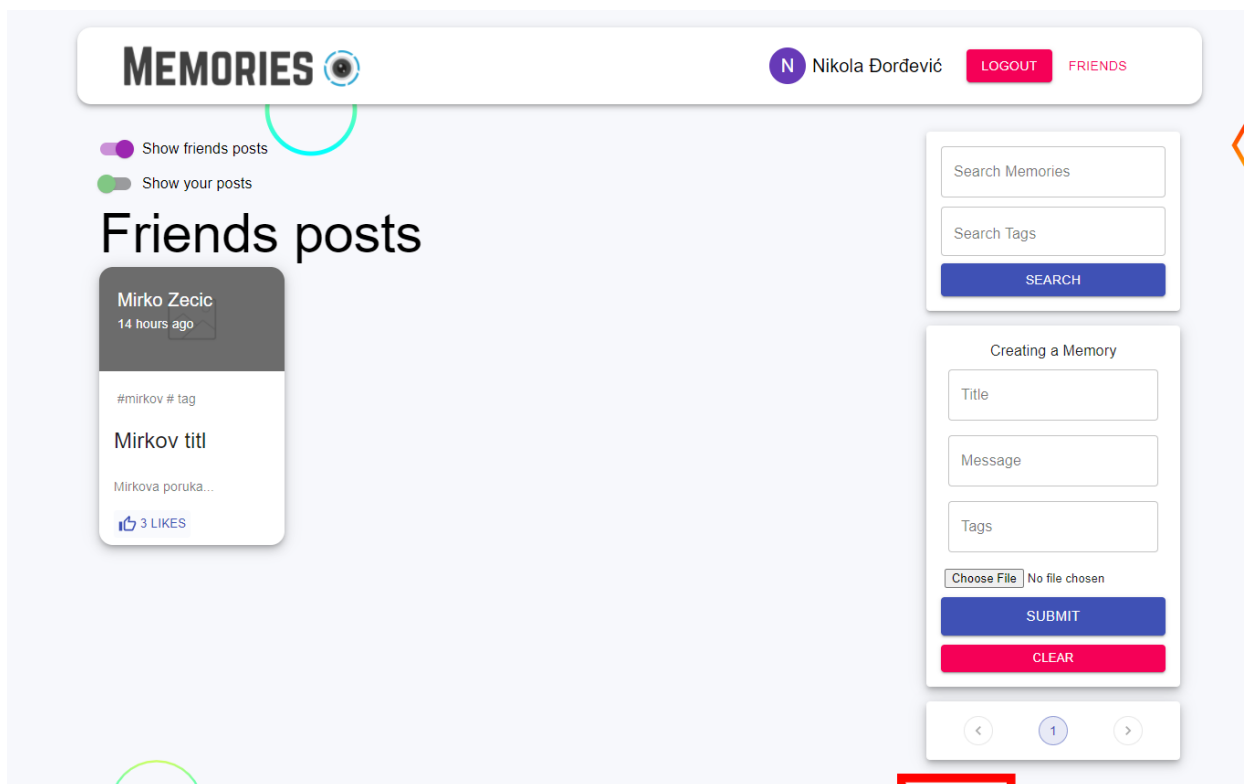 MEMORIES
N Nikola Đorđević LOGOUT FRIENDS
Show friends posts
Show your posts
Friends posts
Mirko Zecic
14 hours ago
#mirkov # tag
Mirkov titl
Mirkova poruka...
3 LIKES
Search Memories
Search Tags
SEARCH
Creating a Memory
Title
Message
Tags
Choose File No file chosen
SUBMIT
CLEAR
1